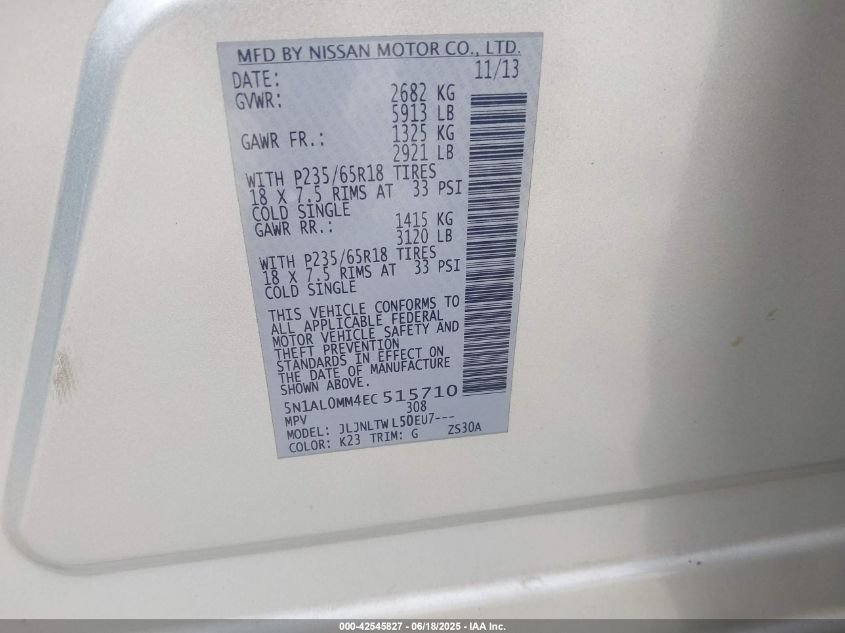 MFD BY NISSAN MOTOR CO., LTD.
DATE: 11/13
GVWR: 2682 KG
5913 LB
GAWR FR.: 1325 KG
2921 LB
WITH P235/65R18 TIRES
18 X 7.5 RIMS AT 33 PSI
COLD SINGLE
GAWR RR.: 1415 KG
3120 LB
WITH P235/65R18 TIRES
18 X 7.5 RIMS AT 33 PSI
COLD SINGLE
THIS VEHICLE CONFORMS TO
ALL APPLICABLE FEDERAL
MOTOR VEHICLE SAFETY AND
THEFT PREVENTION
STANDARDS IN EFFECT ON
THE DATE OF MANUFACTURE
SHOWN ABOVE.
5N1AL0MM4EC 515710
MPV 308
MODEL: JLJNLTWL50EU7---
COLOR: K23 TRIM: G ZS30A
000-42545827 - 06/18/2025 - IAA Inc.